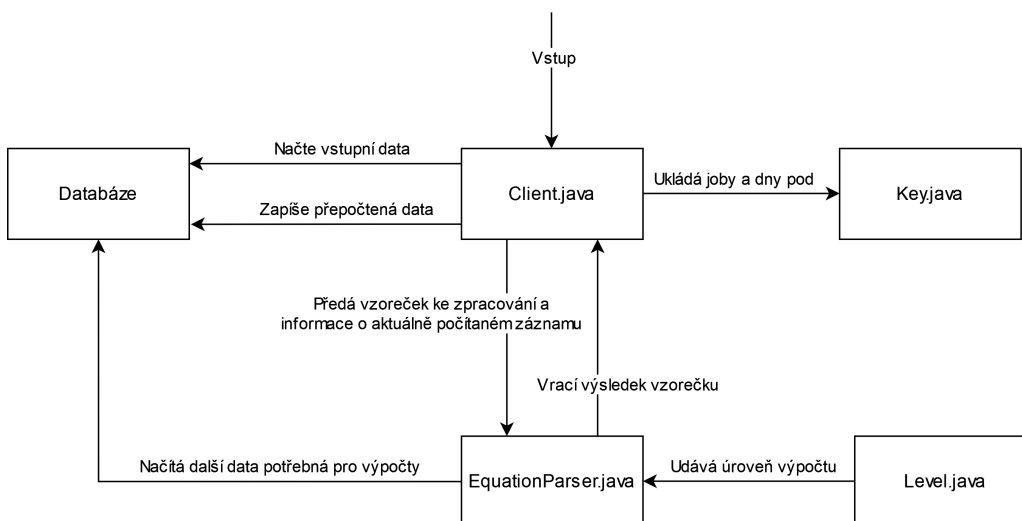 Vstup
Načte vstupní data
Databáze
Client.java
Ukládá joby a dny pod
Key.java
Zapíše přepočtená data
Předá vzoreček ke zpracování a
informace o aktuálně počítaném záznamu
Vrací výsledek vzorečku
Načítá další data potřebná pro výpočty
EquationParser.java
Udává úroveň výpočtu
Level.java